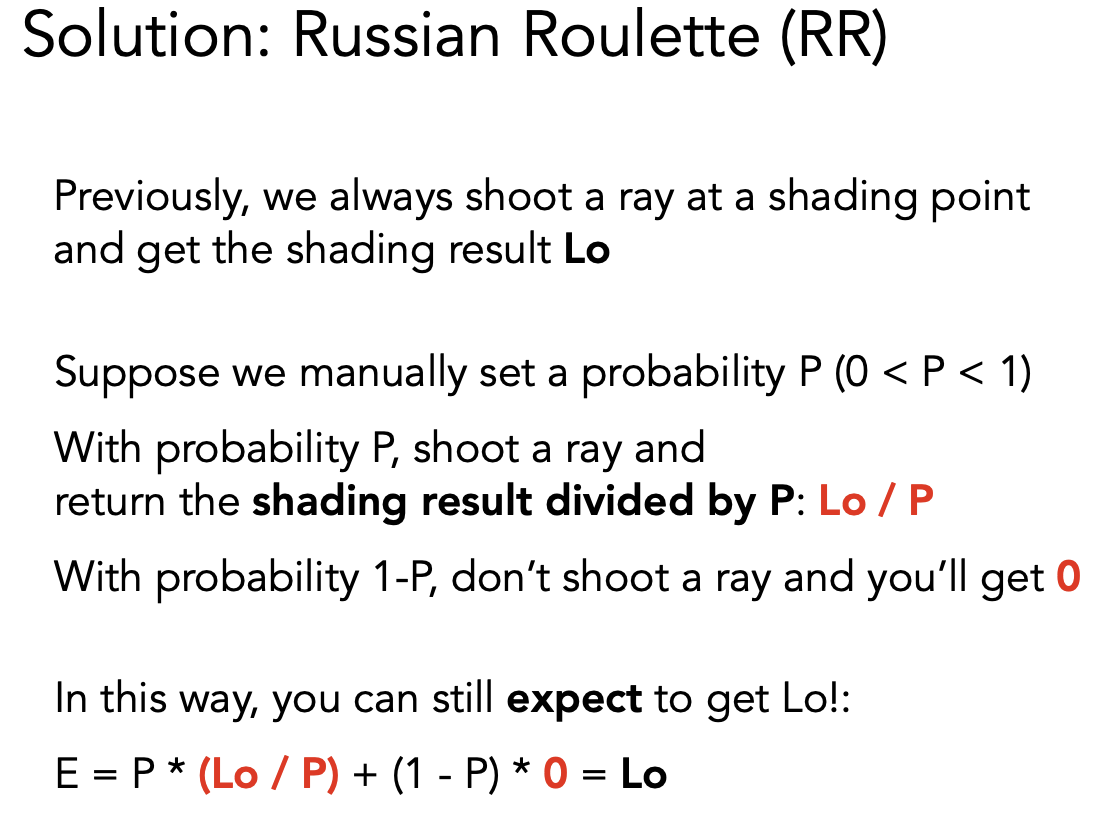 Solution: Russian Roulette (RR)
Previously, we always shoot a ray at a shading point
and get the shading result Lo
Suppose we manually set a probability P (0 < P < 1)
With probability P, shoot a ray and
return the shading result divided by P: Lo / P
With probability 1-P, don’t shoot a ray and you’ll get 0
In this way, you can still expect to get Lo!:
E = P * (Lo / P) + (1 - P) * 0 = Lo